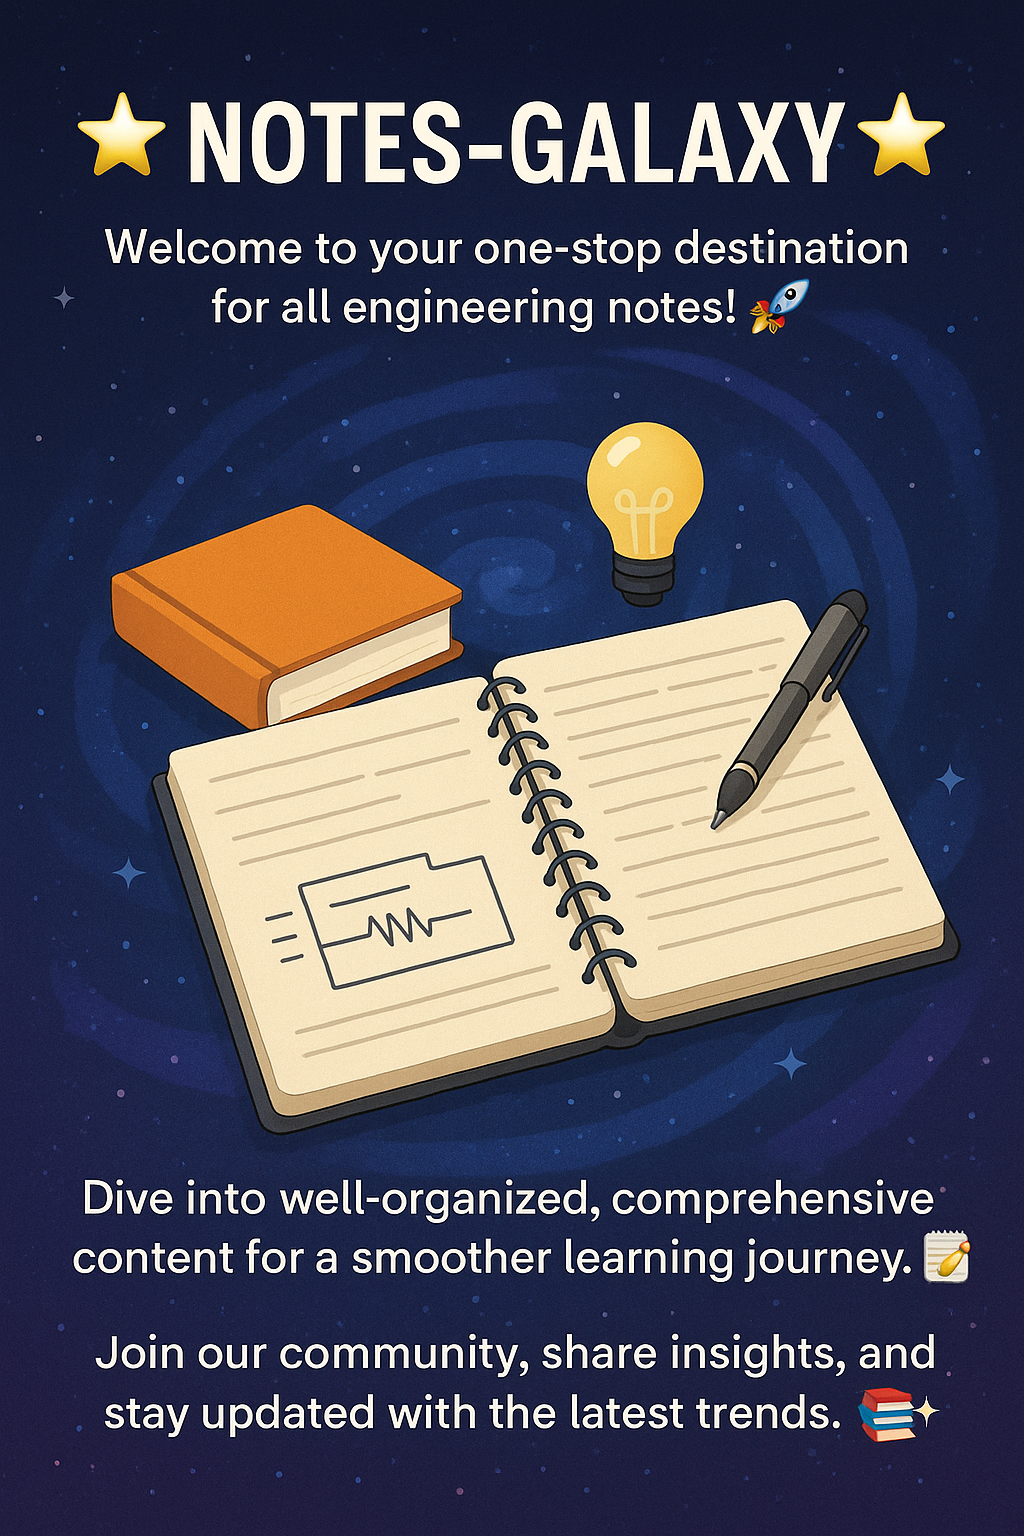 ⭐ NOTES-GALAXY ⭐
Welcome to your one-stop destination
for all engineering notes! 🚀
Dive into well-organized, comprehensive
content for a smoother learning journey. 📝
Join our community, share insights, and
stay updated with the latest trends. 📚✨